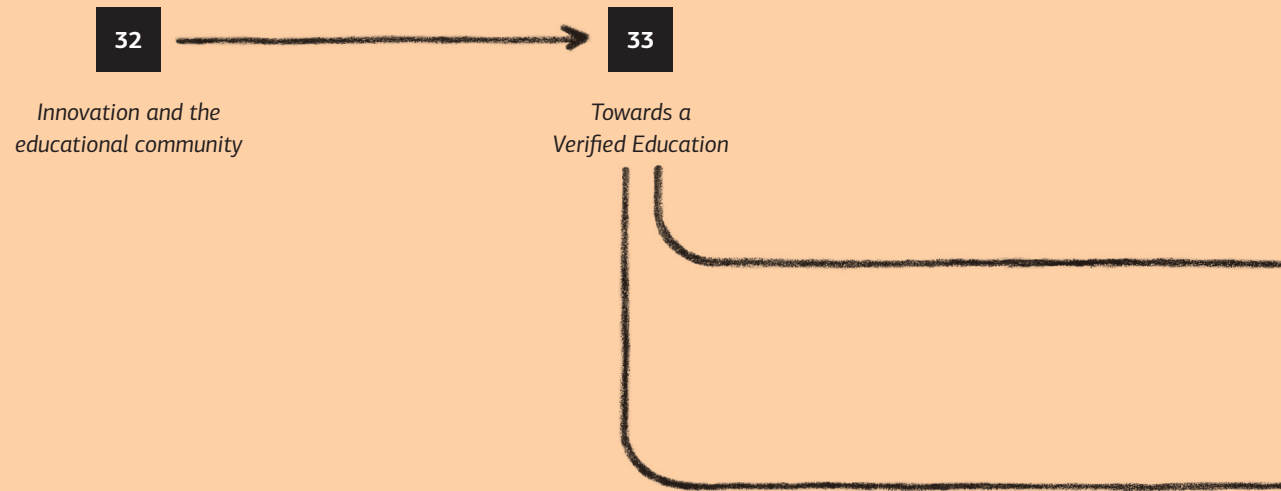 32
33
Innovation and the
educational community
Towards a
Verified Education